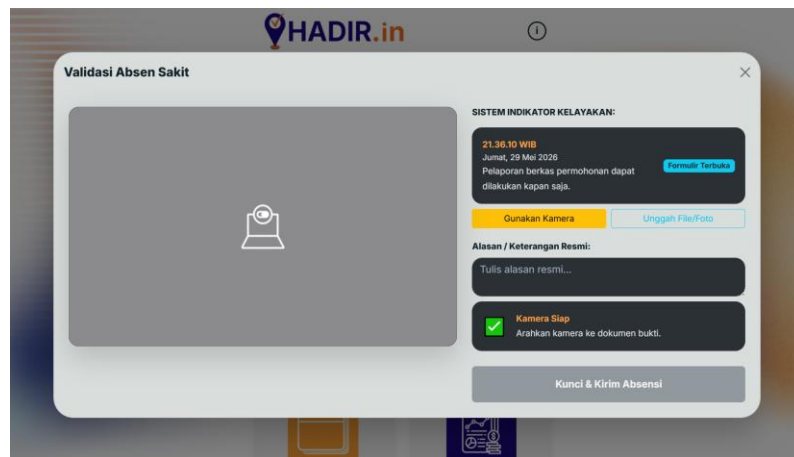 HADIR.in
Validasi Absen Sakit
SISTEM INDIKATOR KELAYAKAN:
21.36.10 WIB
Jumat, 29 Mei 2026
Pelaporan berkas permohonan dapat
dilakukan kapan saja.
Formulir Terbuka
Gunakan Kamera
Unggah File/Foto
Alasan / Keterangan Resmi:
Tulis alasan resmi...
Kamera Siap
Arahkan kamera ke dokumen bukti.
Kunci & Kirim Absensi